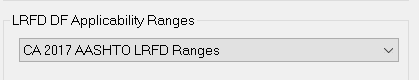 LRFD DF Applicability Ranges
CA 2017 AASHTO LRFD Ranges